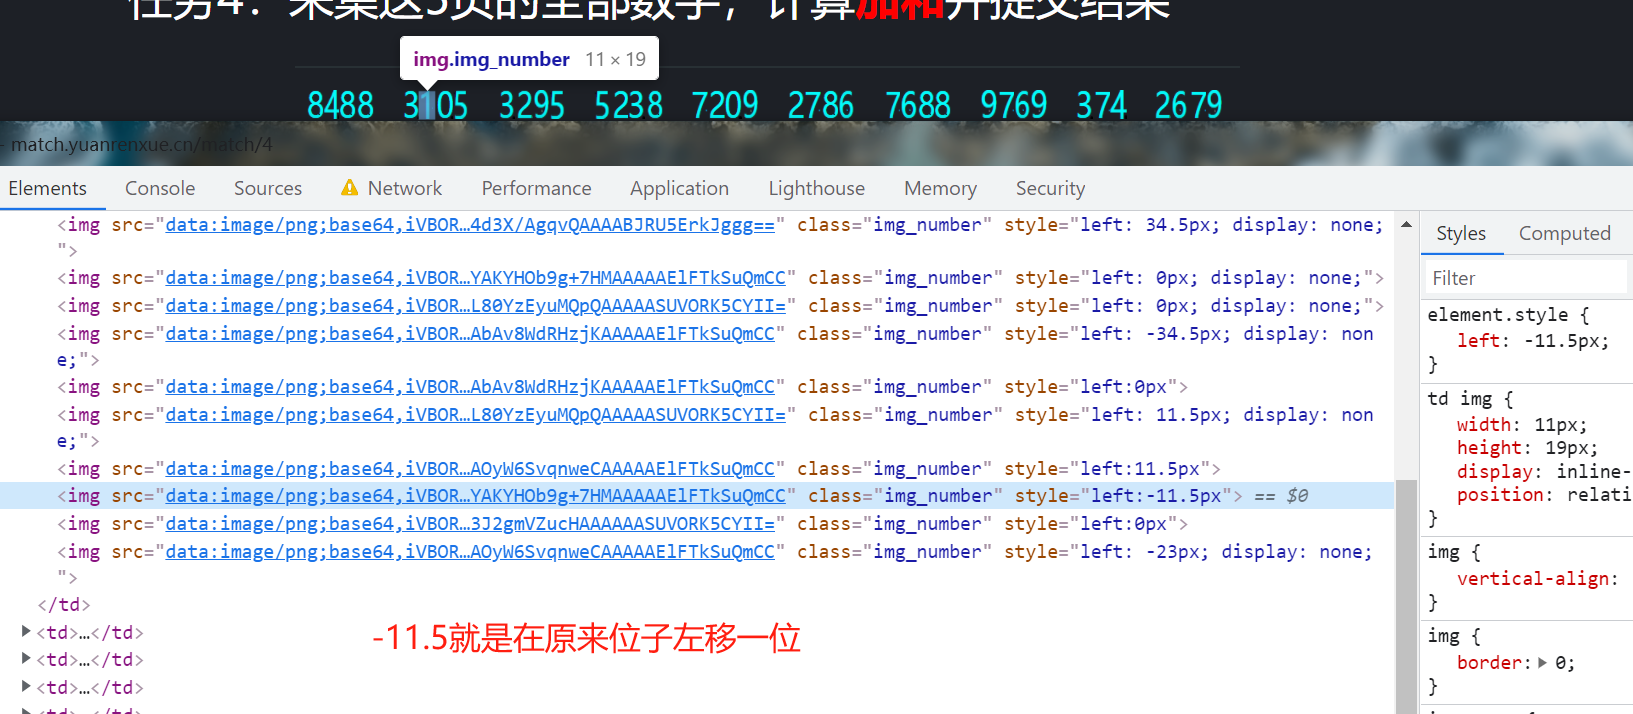 任务4：采集这5页的全部数字，计算加和并提交结果
img.img_number 11 × 19
8488 3105 3295 5238 7209 2786 7688 9769 374 2679
- match.yuanrenxue.cn/match/4
Elements Console Sources Network Performance Application Lighthouse Memory Security
<img src="data:image/png;base64,iVBOR…4d3X/AgqvQAAAABJRU5ErkJggg==" class="img_number" style="left: 34.5px; display: none;
">
<img src="data:image/png;base64,iVBOR…YAKYHOb9g+7HMAAAAAElFTkSuQmCC" class="img_number" style="left: 0px; display: none;">
<img src="data:image/png;base64,iVBOR…L80YzEyuMQpQAAAAASUVORK5CYII=" class="img_number" style="left: 0px; display: none;">
<img src="data:image/png;base64,iVBOR…AbAv8WdRHzjKAAAAAElFTkSuQmCC" class="img_number" style="left: -34.5px; display: non
e;">
<img src="data:image/png;base64,iVBOR…AbAv8WdRHzjKAAAAAElFTkSuQmCC" class="img_number" style="left:0px">
<img src="data:image/png;base64,iVBOR…L80YzEyuMQpQAAAAASUVORK5CYII=" class="img_number" style="left: 11.5px; display: non
e;">
<img src="data:image/png;base64,iVBOR…AOyW6SvqnweCAAAAAElFTkSuQmCC" class="img_number" style="left:11.5px">
<img src="data:image/png;base64,iVBOR…YAKYHOb9g+7HMAAAAAElFTkSuQmCC" class="img_number" style="left:-11.5px"> == $0
<img src="data:image/png;base64,iVBOR…3J2gmVZucHAAAAAASUVORK5CYII=" class="img_number" style="left:0px">
<img src="data:image/png;base64,iVBOR…AOyW6SvqnweCAAAAAElFTkSuQmCC" class="img_number" style="left: -23px; display: none;
">
</td>
<td>…</td>
<td>…</td>
<td>…</td>
-11.5就是在原来位子左移一位
Styles Computed
Filter
element.style {
left: -11.5px;
}
td img {
width: 11px;
height: 19px;
display: inline-
position: relati
}
img {
vertical-align:
}
img {
border: 0;
}